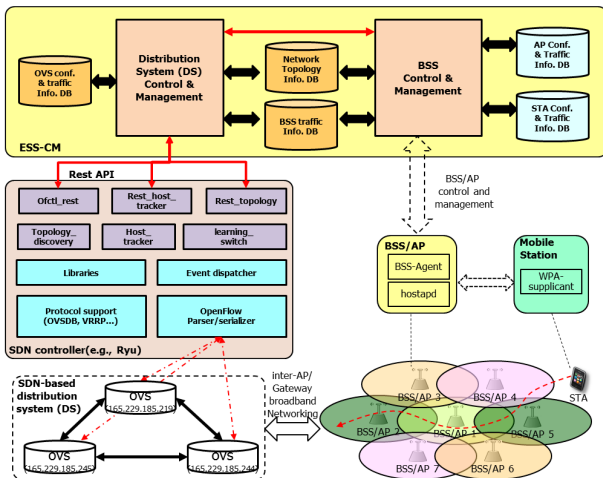 Distribution
System (DS)
Control &
Management
BSS
Control &
Management
OVS conf.
& traffic
Info. DB
Network
Topology
Info. DB
BSS traffic
Info. DB
AP Conf.
& Traffic
Info. DB
STA Conf.
& Traffic
Info. DB
ESS-CM
Rest API
Ofctl_rest
Rest_host_
tracker
Rest_topology
Topology_
discovery
Host_
tracker
learning_
switch
Libraries
Event dispatcher
Protocol support
(OVSDB, VRRP...)
OpenFlow
Parser/serializer
SDN controller(e.g., Ryu)
BSS/AP
control and
management
BSS/AP
BSS-Agent
hostapd
Mobile
Station
WPA-
supplicant
SDN-based
distribution
system (DS)
OVS
(165.229.185.219)
OVS
(165.229.185.245)
OVS
(165.229.185.244)
inter-AP/
Gateway
broadband
Networking
BSS/AP 3
BSS/AP 4
BSS/AP 2
BSS/AP 1
BSS/AP 5
BSS/AP 7
BSS/AP 6
STA